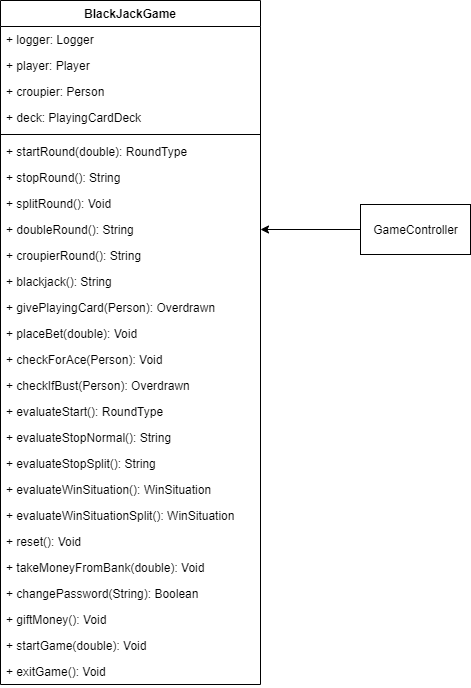 BlackJackGame
+ logger: Logger
+ player: Player
+ croupier: Person
+ deck: PlayingCardDeck
+ startRound(double): RoundType
+ stopRound(): String
+ splitRound(): Void
+ doubleRound(): String
+ croupierRound(): String
+ blackjack(): String
+ givePlayingCard(Person): Overdrawn
+ placeBet(double): Void
+ checkForAce(Person): Void
+ checkIfBust(Person): Overdrawn
+ evaluateStart(): RoundType
+ evaluateStopNormal(): String
+ evaluateStopSplit(): String
+ evaluateWinSituation(): WinSituation
+ evaluateWinSituationSplit(): WinSituation
+ reset(): Void
+ takeMoneyFromBank(double): Void
+ changePassword(String): Boolean
+ giftMoney(): Void
+ startGame(double): Void
+ exitGame(): Void
GameController